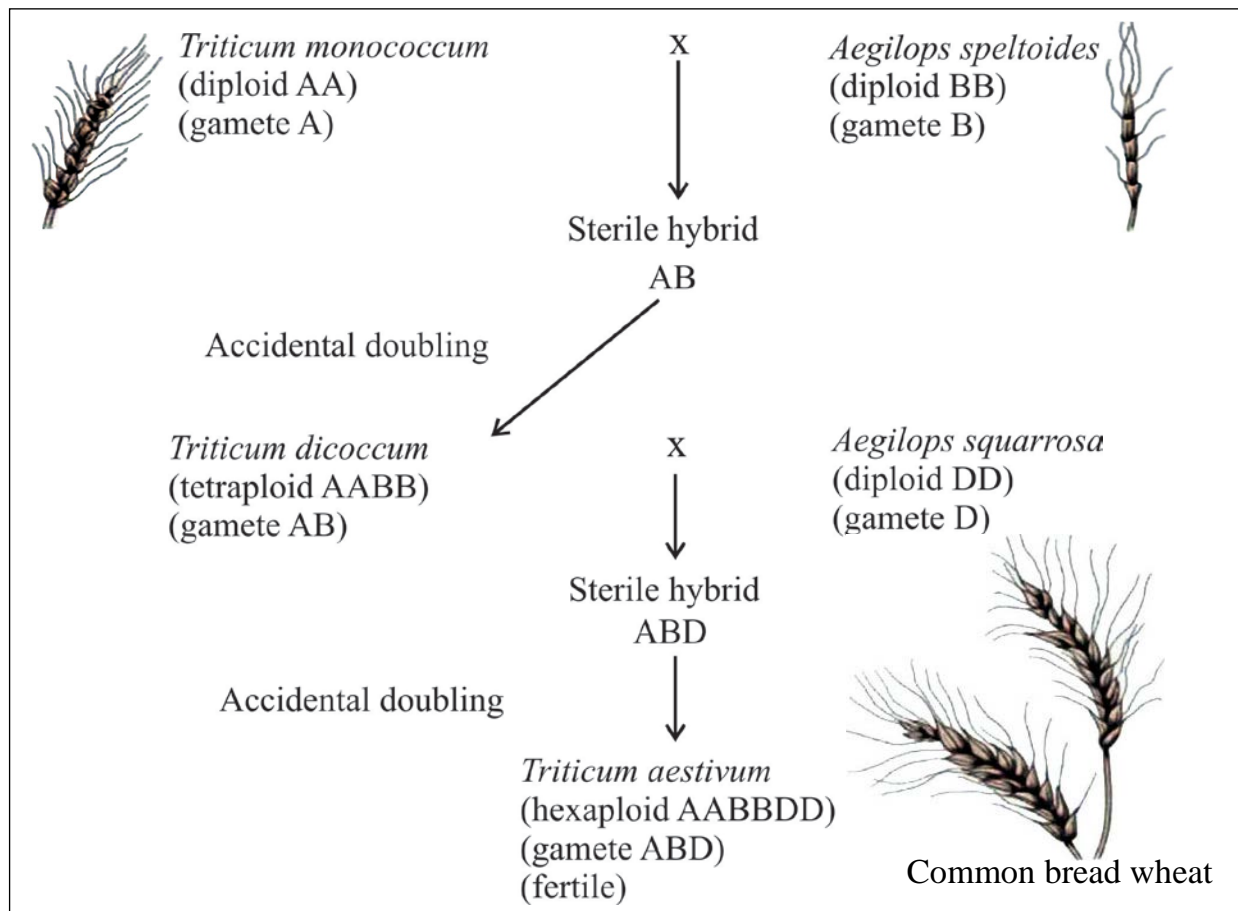 Triticum monococcum
(diploid AA)
(gamete A)
x
Aegilops speltoides
(diploid BB)
(gamete B)
Sterile hybrid
AB
Accidental doubling
Triticum dicoccum
(tetraploid AABB)
(gamete AB)
x
Aegilops squarrosa
(diploid DD)
(gamete D)
Sterile hybrid
ABD
Accidental doubling
Triticum aestivum
(hexaploid AABBDD)
(gamete ABD)
(fertile)
Common bread wheat